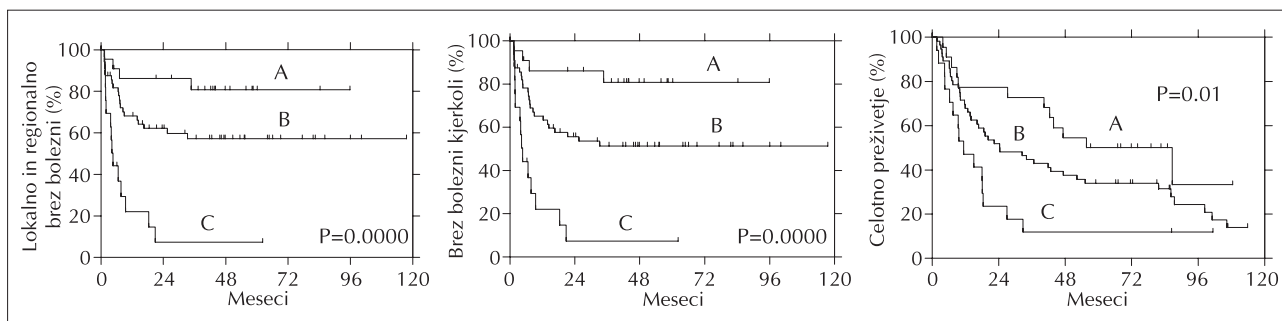 Lokalno in regionalno
brez bolezni (%)
100
80
60
40
20
0
A
B
C
P=0.0000
0 24 48 72 96 120
Meseci
Brez bolezni kjerkoli (%)
100
80
60
40
20
0
A
B
C
P=0.0000
0 24 48 72 96 120
Meseci
Celotno preživetje (%)
100
80
60
40
20
0
P=0.01
A
B
C
0 24 48 72 96 120
Meseci